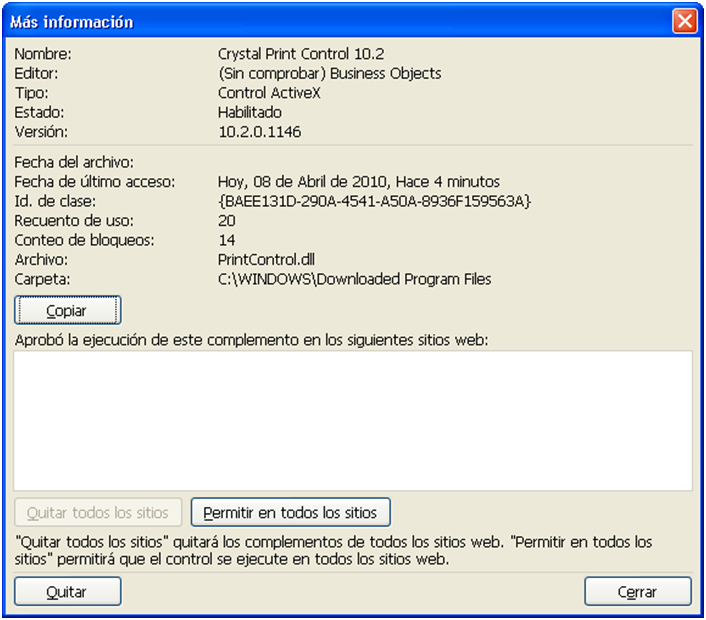 Más información
Nombre: Crystal Print Control 10.2
Editor: (Sin comprobar) Business Objects
Tipo: Control ActiveX
Estado: Habilitado
Versión: 10.2.0.1146
Fecha del archivo:
Fecha de último acceso: Hoy, 08 de Abril de 2010, Hace 4 minutos
Id. de clase: {BAEE131D-290A-4541-A50A-8936F159563A}
Recuento de uso: 20
Conteo de bloqueos: 14
Archivo: PrintControl.dll
Carpeta: C:\WINDOWS\Downloaded Program Files
Copiar
Aprobó la ejecución de este complemento en los siguientes sitios web:
Quitar todos los sitios Permitir en todos los sitios
"Quitar todos los sitios" quitará los complementos de todos los sitios web. "Permitir en todos los
sitios" permitirá que el control se ejecute en todos los sitios web.
Quitar Cerrar